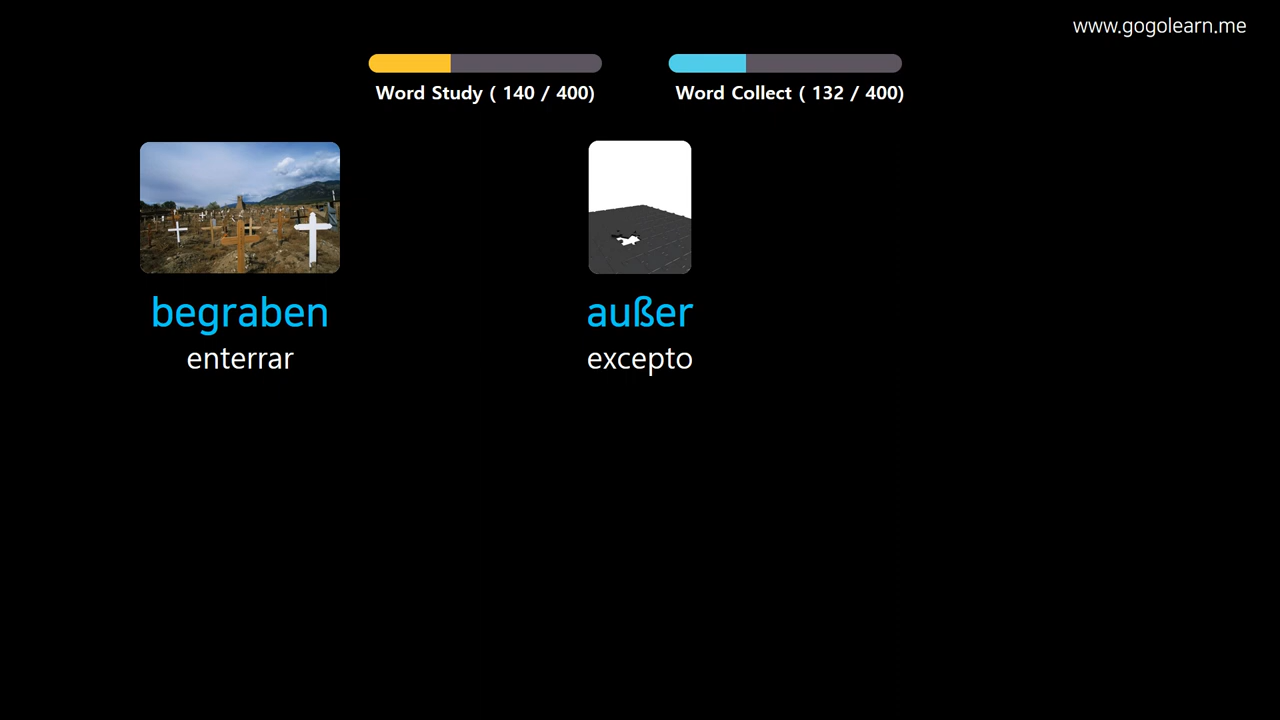 www.gogolearn.me
Word Study ( 140 / 400)
Word Collect ( 132 / 400)
begraben
enterrar
außer
excepto